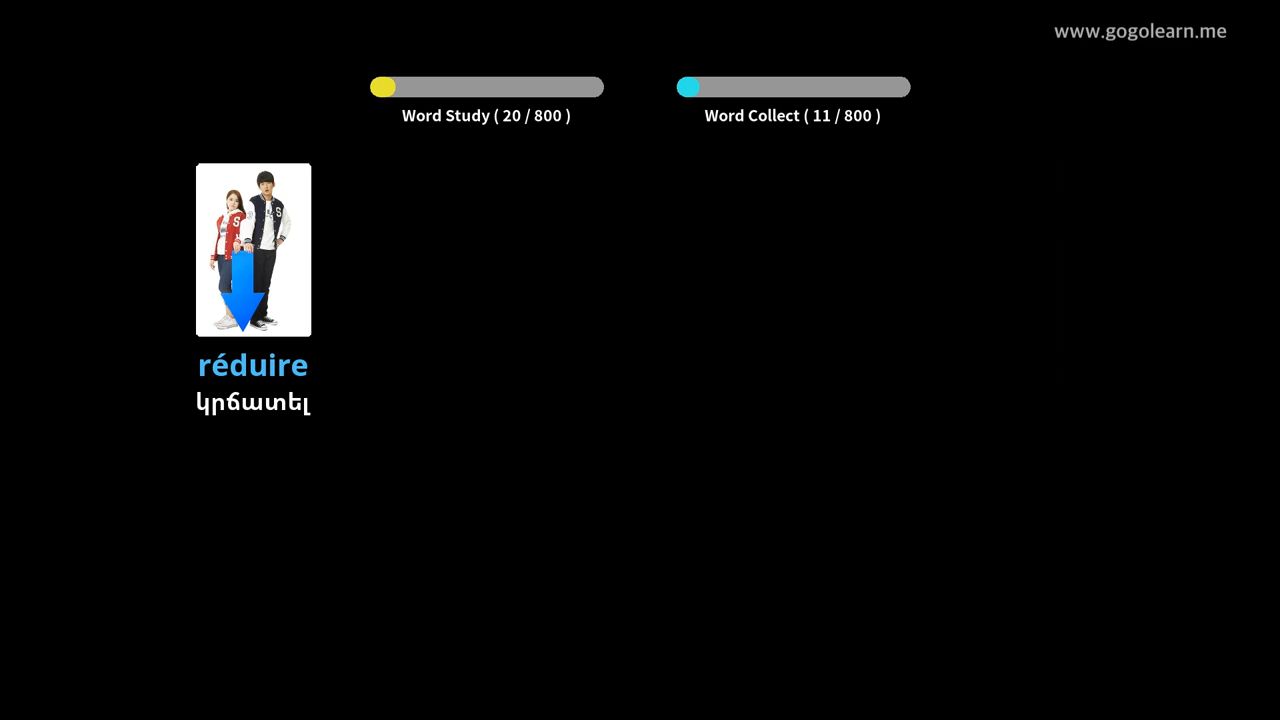 www.gogolearn.me
Word Study ( 20 / 800 )
Word Collect ( 11 / 800 )
S
S
réduire
կրճատել